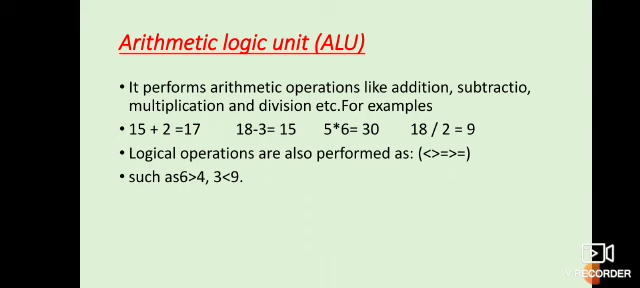 Arithmetic logic unit (ALU)
• It performs arithmetic operations like addition, subtractio,
multiplication and division etc.For examples
• 15 + 2 =17 18-3= 15 5*6= 30 18 / 2 = 9
• Logical operations are also performed as: (<>=>=)
• such as6>4, 3<9.
RECORDER